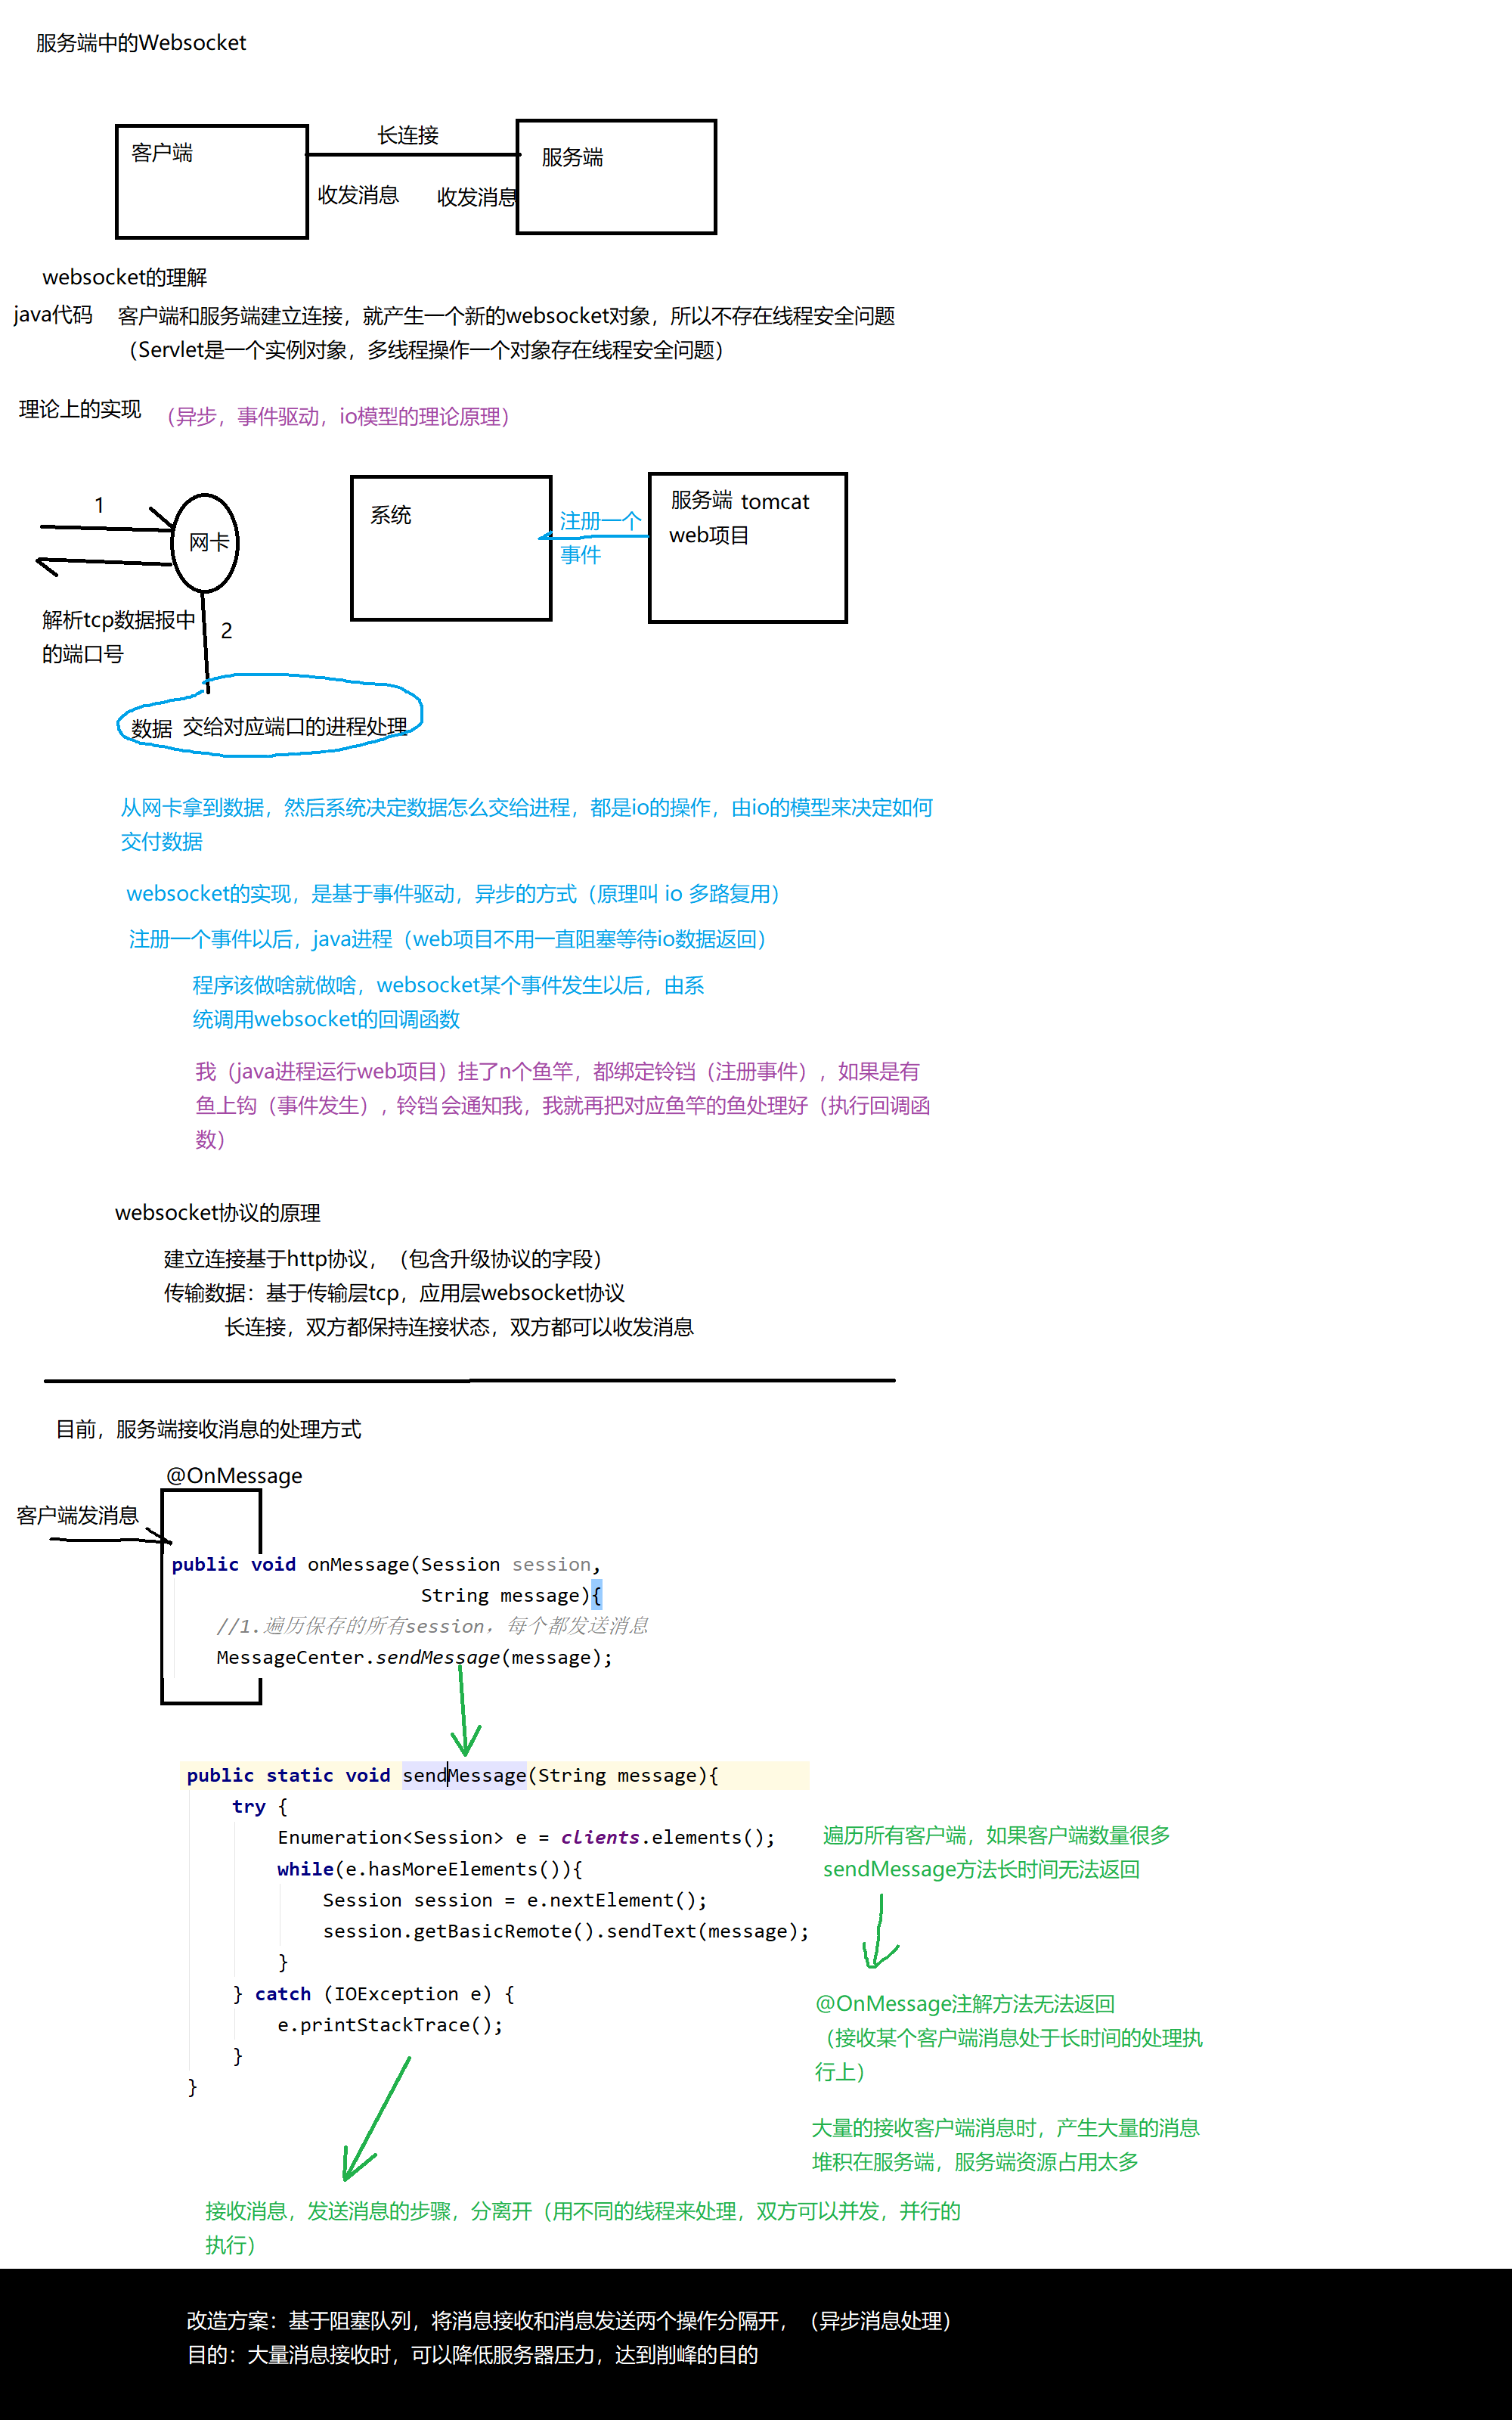 服务端中的Websocket
长连接
客户端
服务端
收发消息
收发消息
websocket的理解
java代码
客户端和服务端建立连接，就产生一个新的websocket对象，所以不存在线程安全问题
（Servlet是一个实例对象，多线程操作一个对象存在线程安全问题）
理论上的实现
（异步，事件驱动，io模型的理论原理）
1
网卡
系统
注册一个
事件
服务端 tomcat
web项目
解析tcp数据报中
的端口号
2
数据 交给对应端口的进程处理
从网卡拿到数据，然后系统决定数据怎么交给进程，都是io的操作，由io的模型来决定如何
交付数据
websocket的实现，是基于事件驱动，异步的方式（原理叫 io 多路复用）
注册一个事件以后，java进程（web项目不用一直阻塞等待io数据返回）
程序该做啥就做啥，websocket某个事件发生以后，由系
统调用websocket的回调函数
我（java进程运行web项目）挂了n个鱼竿，都绑定铃铛（注册事件），如果是有
鱼上钩（事件发生），铃铛会通知我，我就再把对应鱼竿的鱼处理好（执行回调函
数）
websocket协议的原理
建立连接基于http协议，（包含升级协议的字段）
传输数据：基于传输层tcp，应用层websocket协议
长连接，双方都保持连接状态，双方都可以收发消息
目前，服务端接收消息的处理方式
@OnMessage
客户端发消息
public void onMessage(Session session,
String message){
//1.遍历保存的所有session，每个都发送消息
MessageCenter.sendMessage(message);
public static void sendMessage(String message){
try {
Enumeration<Session> e = clients.elements();
while(e.hasMoreElements()){
Session session = e.nextElement();
session.getBasicRemote().sendText(message);
}
} catch (IOException e) {
e.printStackTrace();
}
}
遍历所有客户端，如果客户端数量很多
sendMessage方法长时间无法返回
@OnMessage注解方法无法返回
（接收某个客户端消息处于长时间的处理执
行上）
大量的接收客户端消息时，产生大量的消息
堆积在服务端，服务端资源占用太多
接收消息，发送消息的步骤，分离开（用不同的线程来处理，双方可以并发，并行的
执行）
改造方案：基于阻塞队列，将消息接收和消息发送两个操作分隔开，（异步消息处理）
目的：大量消息接收时，可以降低服务器压力，达到削峰的目的